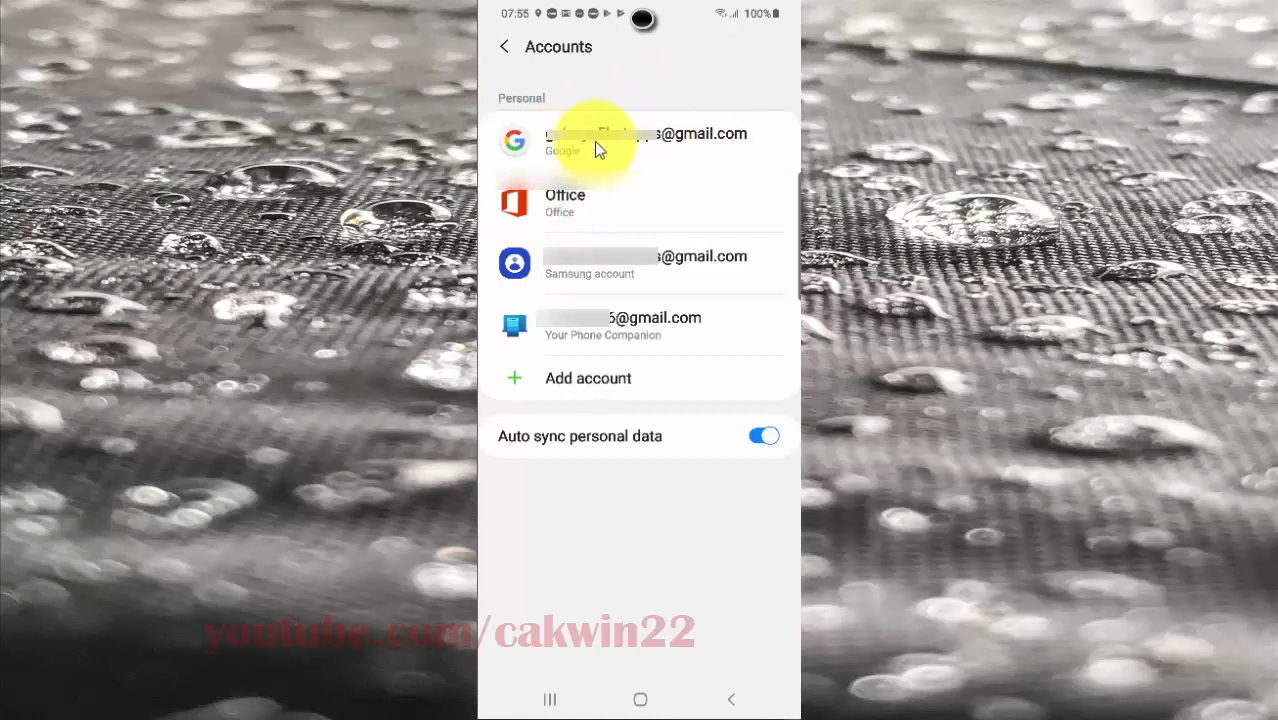 07:55 100%
Accounts
Personal
s@gmail.com
Google
Office
Office
s@gmail.com
Samsung account
6@gmail.com
Your Phone Companion
+ Add account
Auto sync personal data
youtube.com/cakwin22